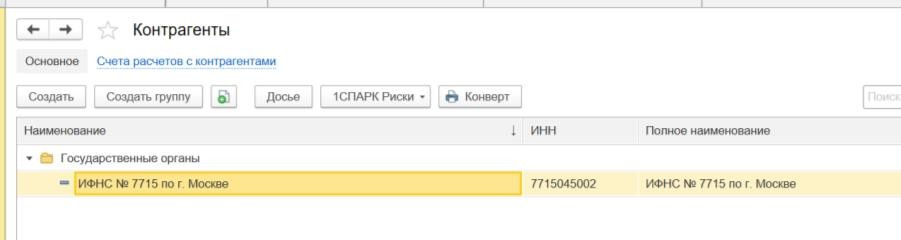 Контрагенты
Основное Счета расчетов с контрагентами
Создать Создать группу Досье 1СПАРК Риски Конверт Поиск
Наименование ↓ ИНН Полное наименование
Государственные органы
ИФНС № 7715 по г. Москве 7715045002 ИФНС № 7715 по г. Москве